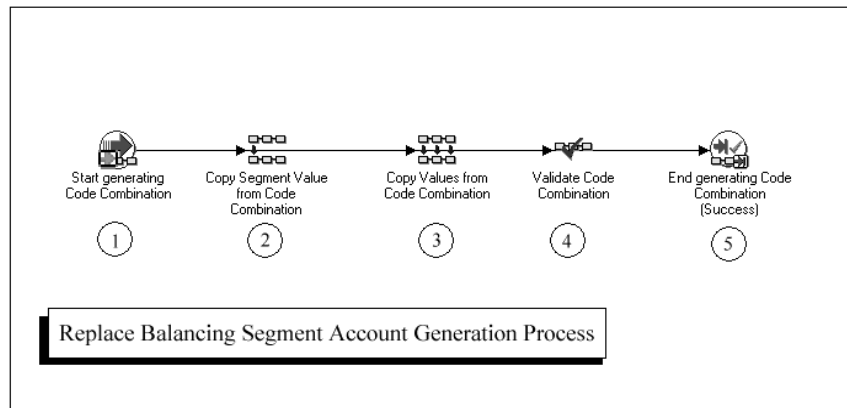 Start generating
Code Combination
Copy Segment Value
from Code
Combination
Copy Values from
Code Combination
Validate Code
Combination
End generating Code
Combination
(Success)
1
2
3
4
5
Replace Balancing Segment Account Generation Process